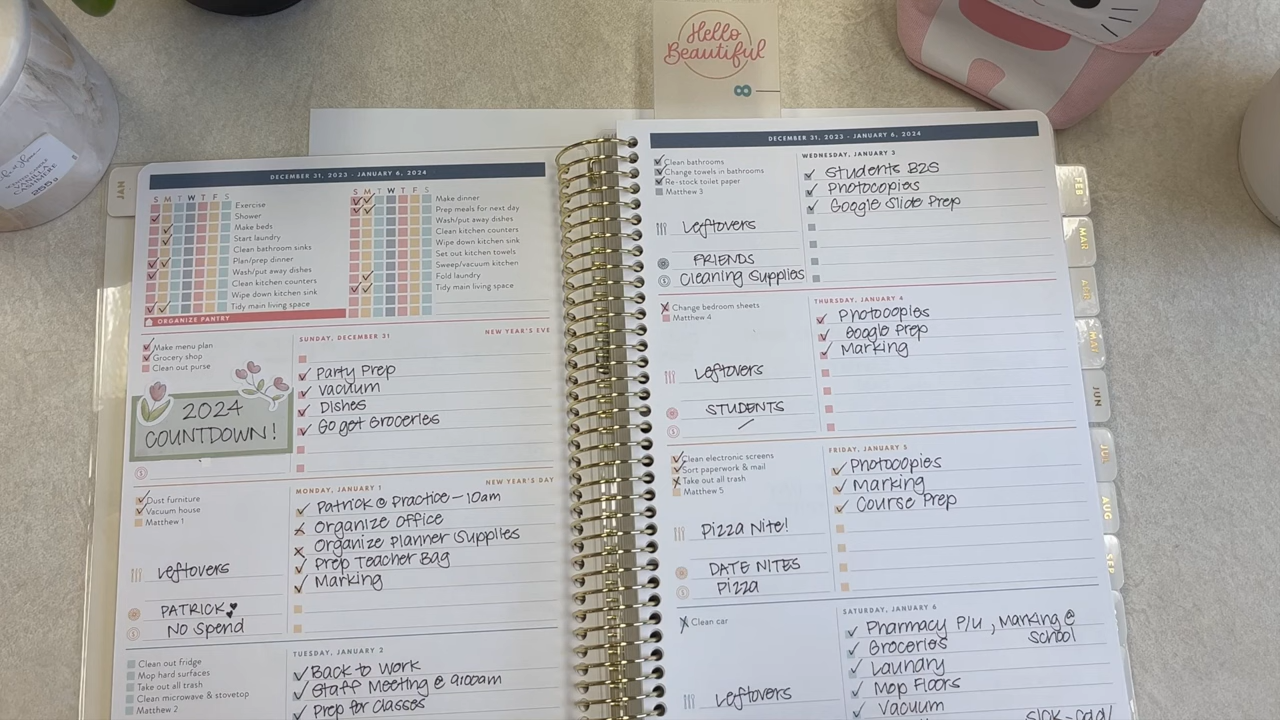 Hello
Beautiful
8
VANILLA
CASHMERE
JAN
DECEMBER 31, 2023 - JANUARY 6, 2024
S M T W T F S
Exercise
Shower
Make beds
Start laundry
Clean bathroom sinks
Plan/prep dinner
Wash/put away dishes
Clean kitchen counters
Wipe down kitchen sink
Tidy main living space
S M T W T F S
Make dinner
Prep meals for next day
Wash/put away dishes
Clean kitchen counters
Wipe down kitchen sink
Set out kitchen towels
Sweep/vacuum kitchen
Fold laundry
Tidy main living space
ORGANIZE PANTRY
SUNDAY, DECEMBER 31 NEW YEAR'S EVE
Make menu plan
Grocery shop
Clean out purse
2024
COUNTDOWN!
Party Prep
Vacuum
Dishes
Go get Groceries
MONDAY, JANUARY 1 NEW YEAR'S DAY
Dust furniture
Vacuum house
Matthew 1
Leftovers
PATRICK
No Spend
Patrick @ Practice - 10am
Organize Office
Organize Planner Supplies
Prep Teacher Bag
Marking
TUESDAY, JANUARY 2
Clean out fridge
Mop hard surfaces
Take out all trash
Clean microwave & stovetop
Matthew 2
Back to Work
Staff Meeting @ 9:00am
Prep for Classes
DECEMBER 31, 2023 - JANUARY 6, 2024
WEDNESDAY, JANUARY 3
Clean bathrooms
Change towels in bathrooms
Re-stock toilet paper
Matthew 3
Leftovers
FRIENDS
Cleaning Supplies
Students B2S
Photocopies
Google Slide Prep
THURSDAY, JANUARY 4
Change bedroom sheets
Matthew 4
Leftovers
STUDENTS
Photocopies
Google Prep
Marking
FRIDAY, JANUARY 5
Clean electronic screens
Sort paperwork & mail
Take out all trash
Matthew 5
Pizza Nite!
DATE NITES
Pizza
Photocopies
Marking
Course Prep
SATURDAY, JANUARY 6
Clean car
Leftovers
Pharmacy P/U, Marking @
School
Groceries
Laundry
Mop Floors
Vacuum
FEB
MAR
APR
MAY
JUN
JUL
AUG
SEP